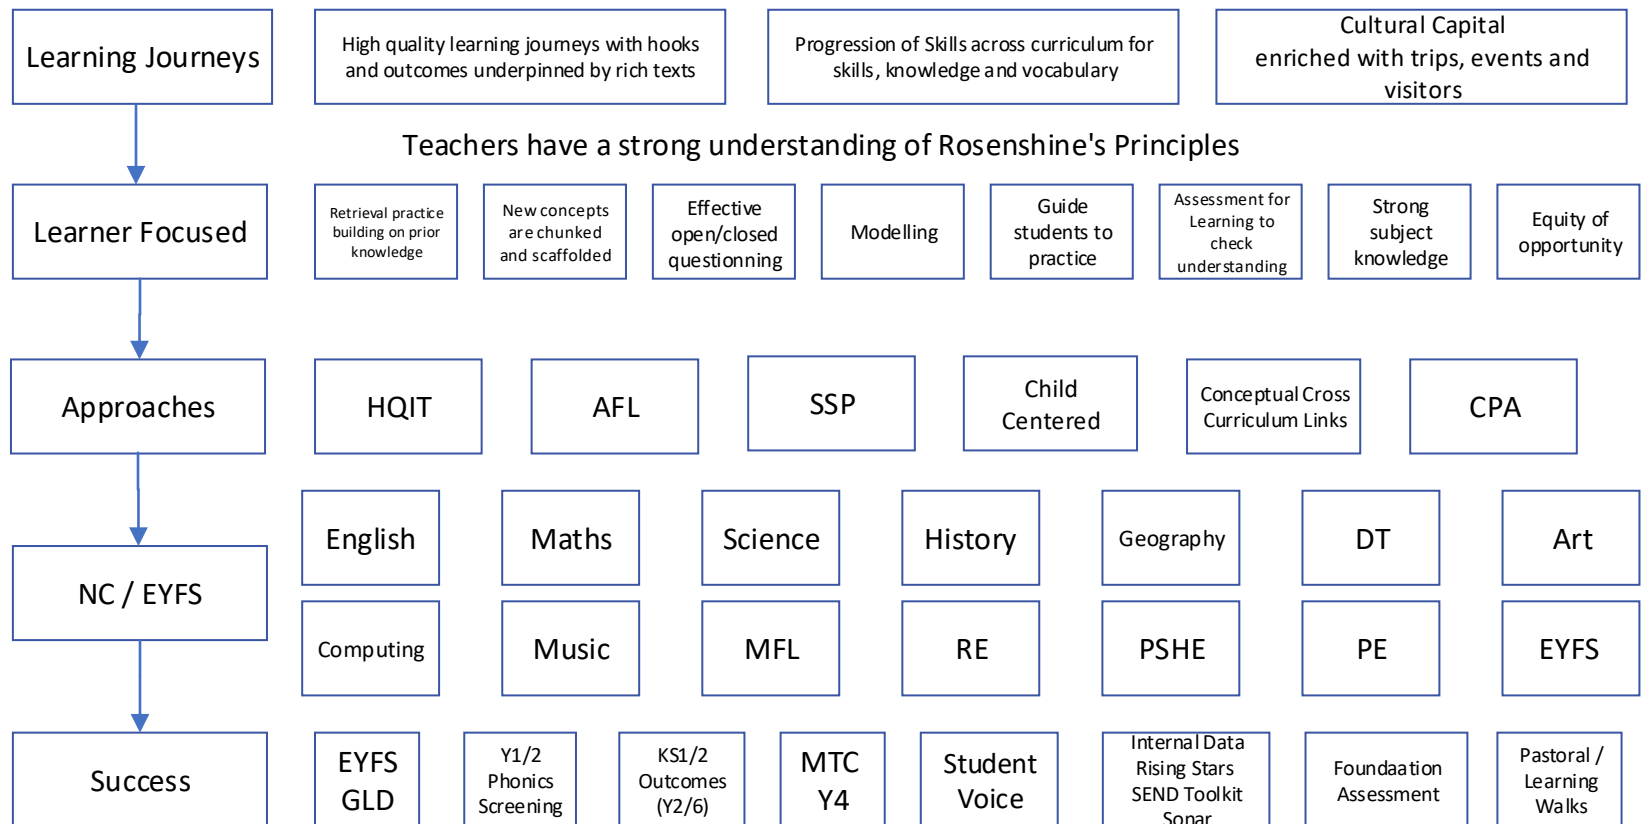 Learning Journeys
High quality learning journeys with hooks
and outcomes underpinned by rich texts
Progression of Skills across curriculum for
skills, knowledge and vocabulary
Cultural Capital
enriched with trips, events and
visitors
Teachers have a strong understanding of Rosenshine's Principles
Learner Focused
Retrieval practice
building on prior
knowledge
New concepts
are chunked
and scaffolded
Effective
open/closed
questionning
Modelling
Guide
students to
practice
Assessment for
Learning to
check
understanding
Strong
subject
knowledge
Equity of
opportunity
Approaches
HQIT
AFL
SSP
Child
Centered
Conceptual Cross
Curriculum Links
CPA
NC / EYFS
English
Maths
Science
History
Geography
DT
Art
Computing
Music
MFL
RE
PSHE
PE
EYFS
Success
EYFS
GLD
Y1/2
Phonics
Screening
KS1/2
Outcomes
(Y2/6)
MTC
Y4
Student
Voice
Internal Data
Rising Stars
SEND Toolkit
Sonar
Foundaation
Assessment
Pastoral /
Learning
Walks